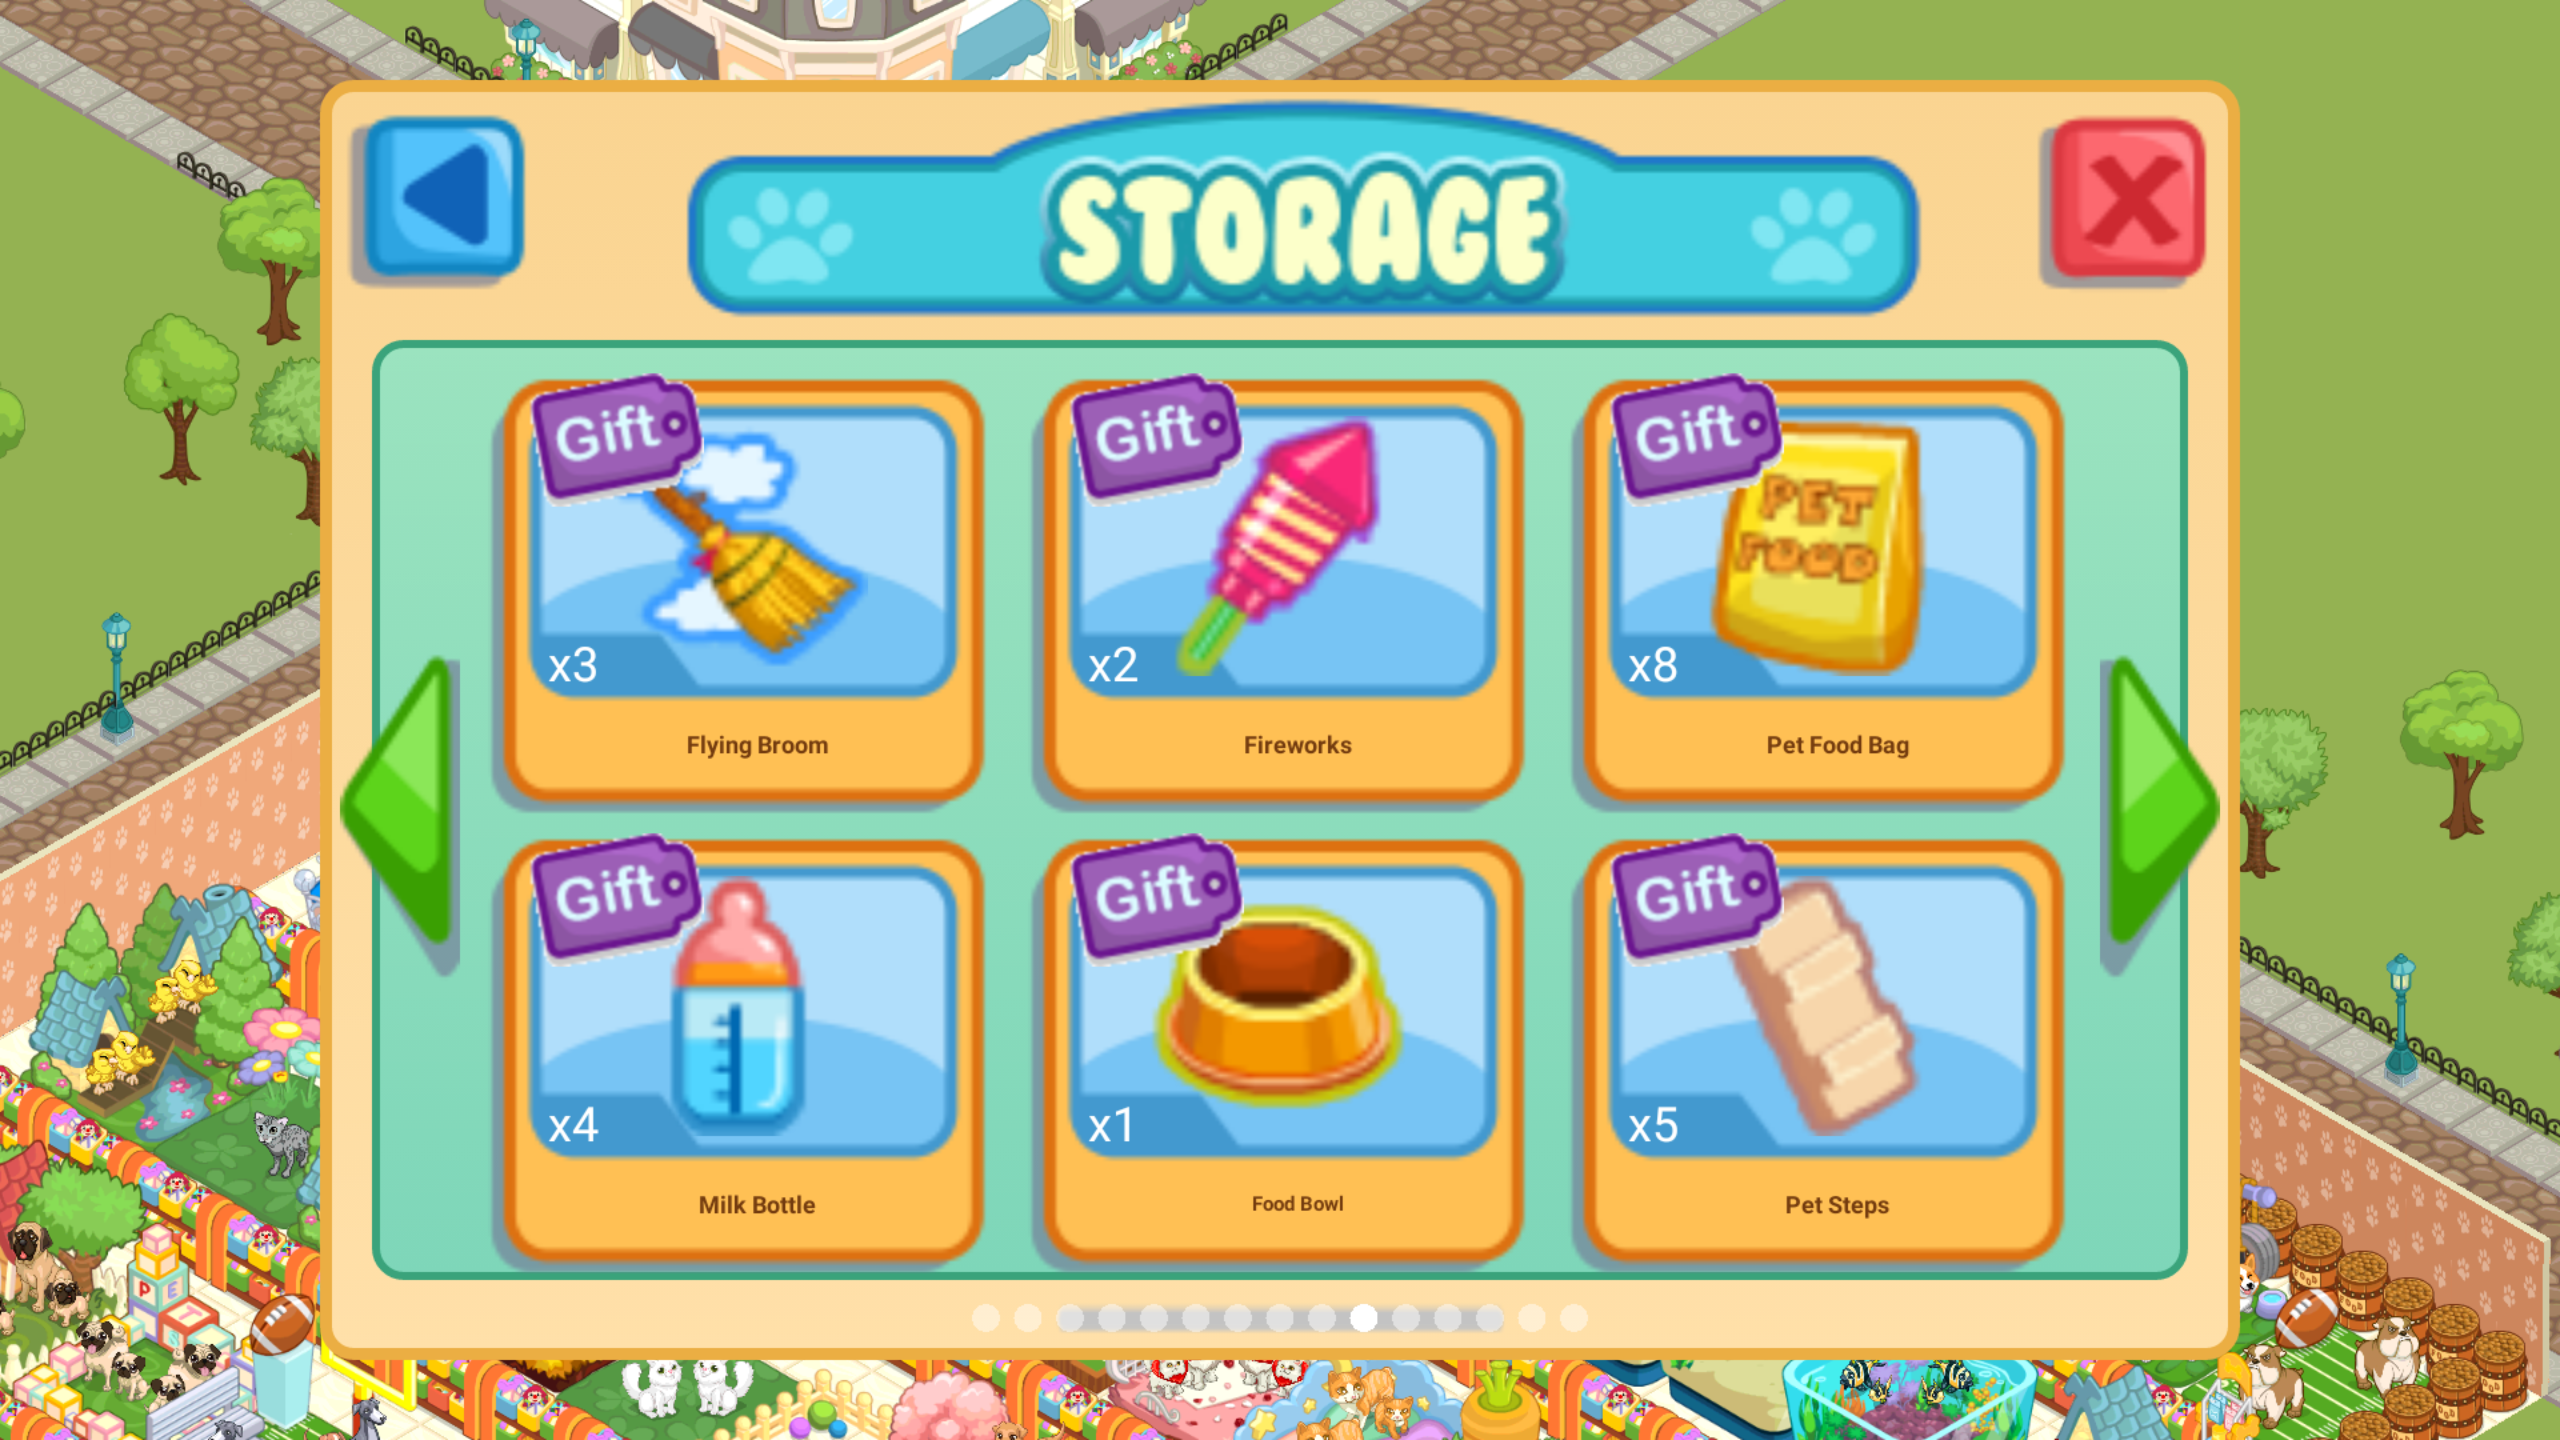 STORAGE
Gift
x3
Flying Broom
Gift
x2
Fireworks
Gift
PET
FOOD
x8
Pet Food Bag
Gift
x4
Milk Bottle
Gift
x1
Food Bowl
Gift
x5
Pet Steps
P E
T